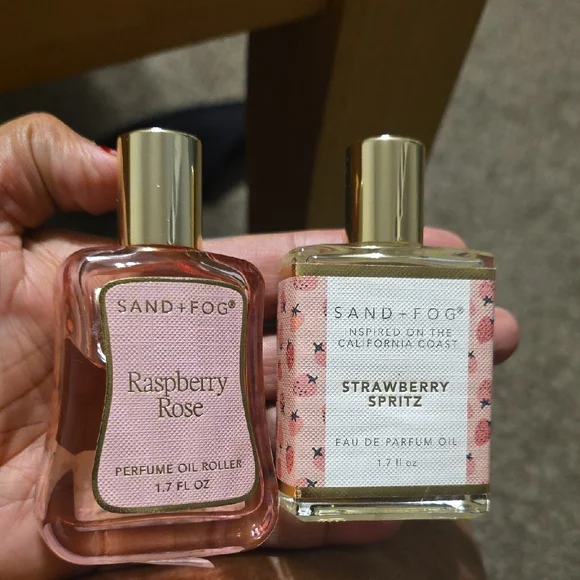 SAND+FOG®
Raspberry
Rose
PERFUME OIL ROLLER
1.7 FL OZ
SAND+FOG®
INSPIRED ON THE
CALIFORNIA COAST
STRAWBERRY
SPRITZ
EAU DE PARFUM OIL
1.7 fl oz